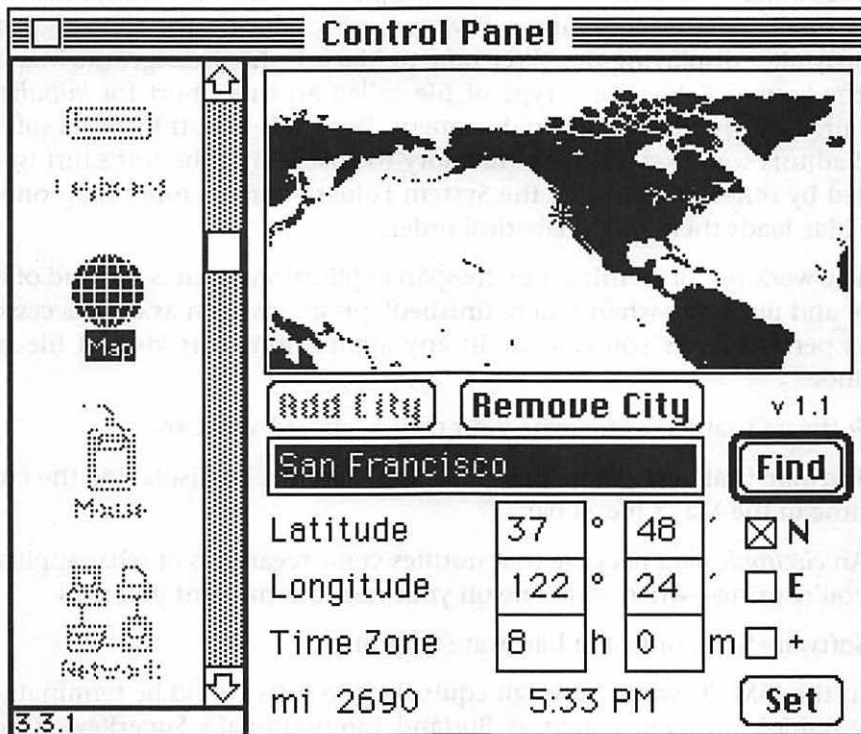 Control Panel
Keyboard
Map
Mouse
Network
3.3.1
Add City
Remove City
v 1.1
San Francisco
Find
Latitude 37 ° 48 ′ N
Longitude 122 ° 24 ′ E
Time Zone 8 h 0 m +
mi 2690 5:33 PM Set